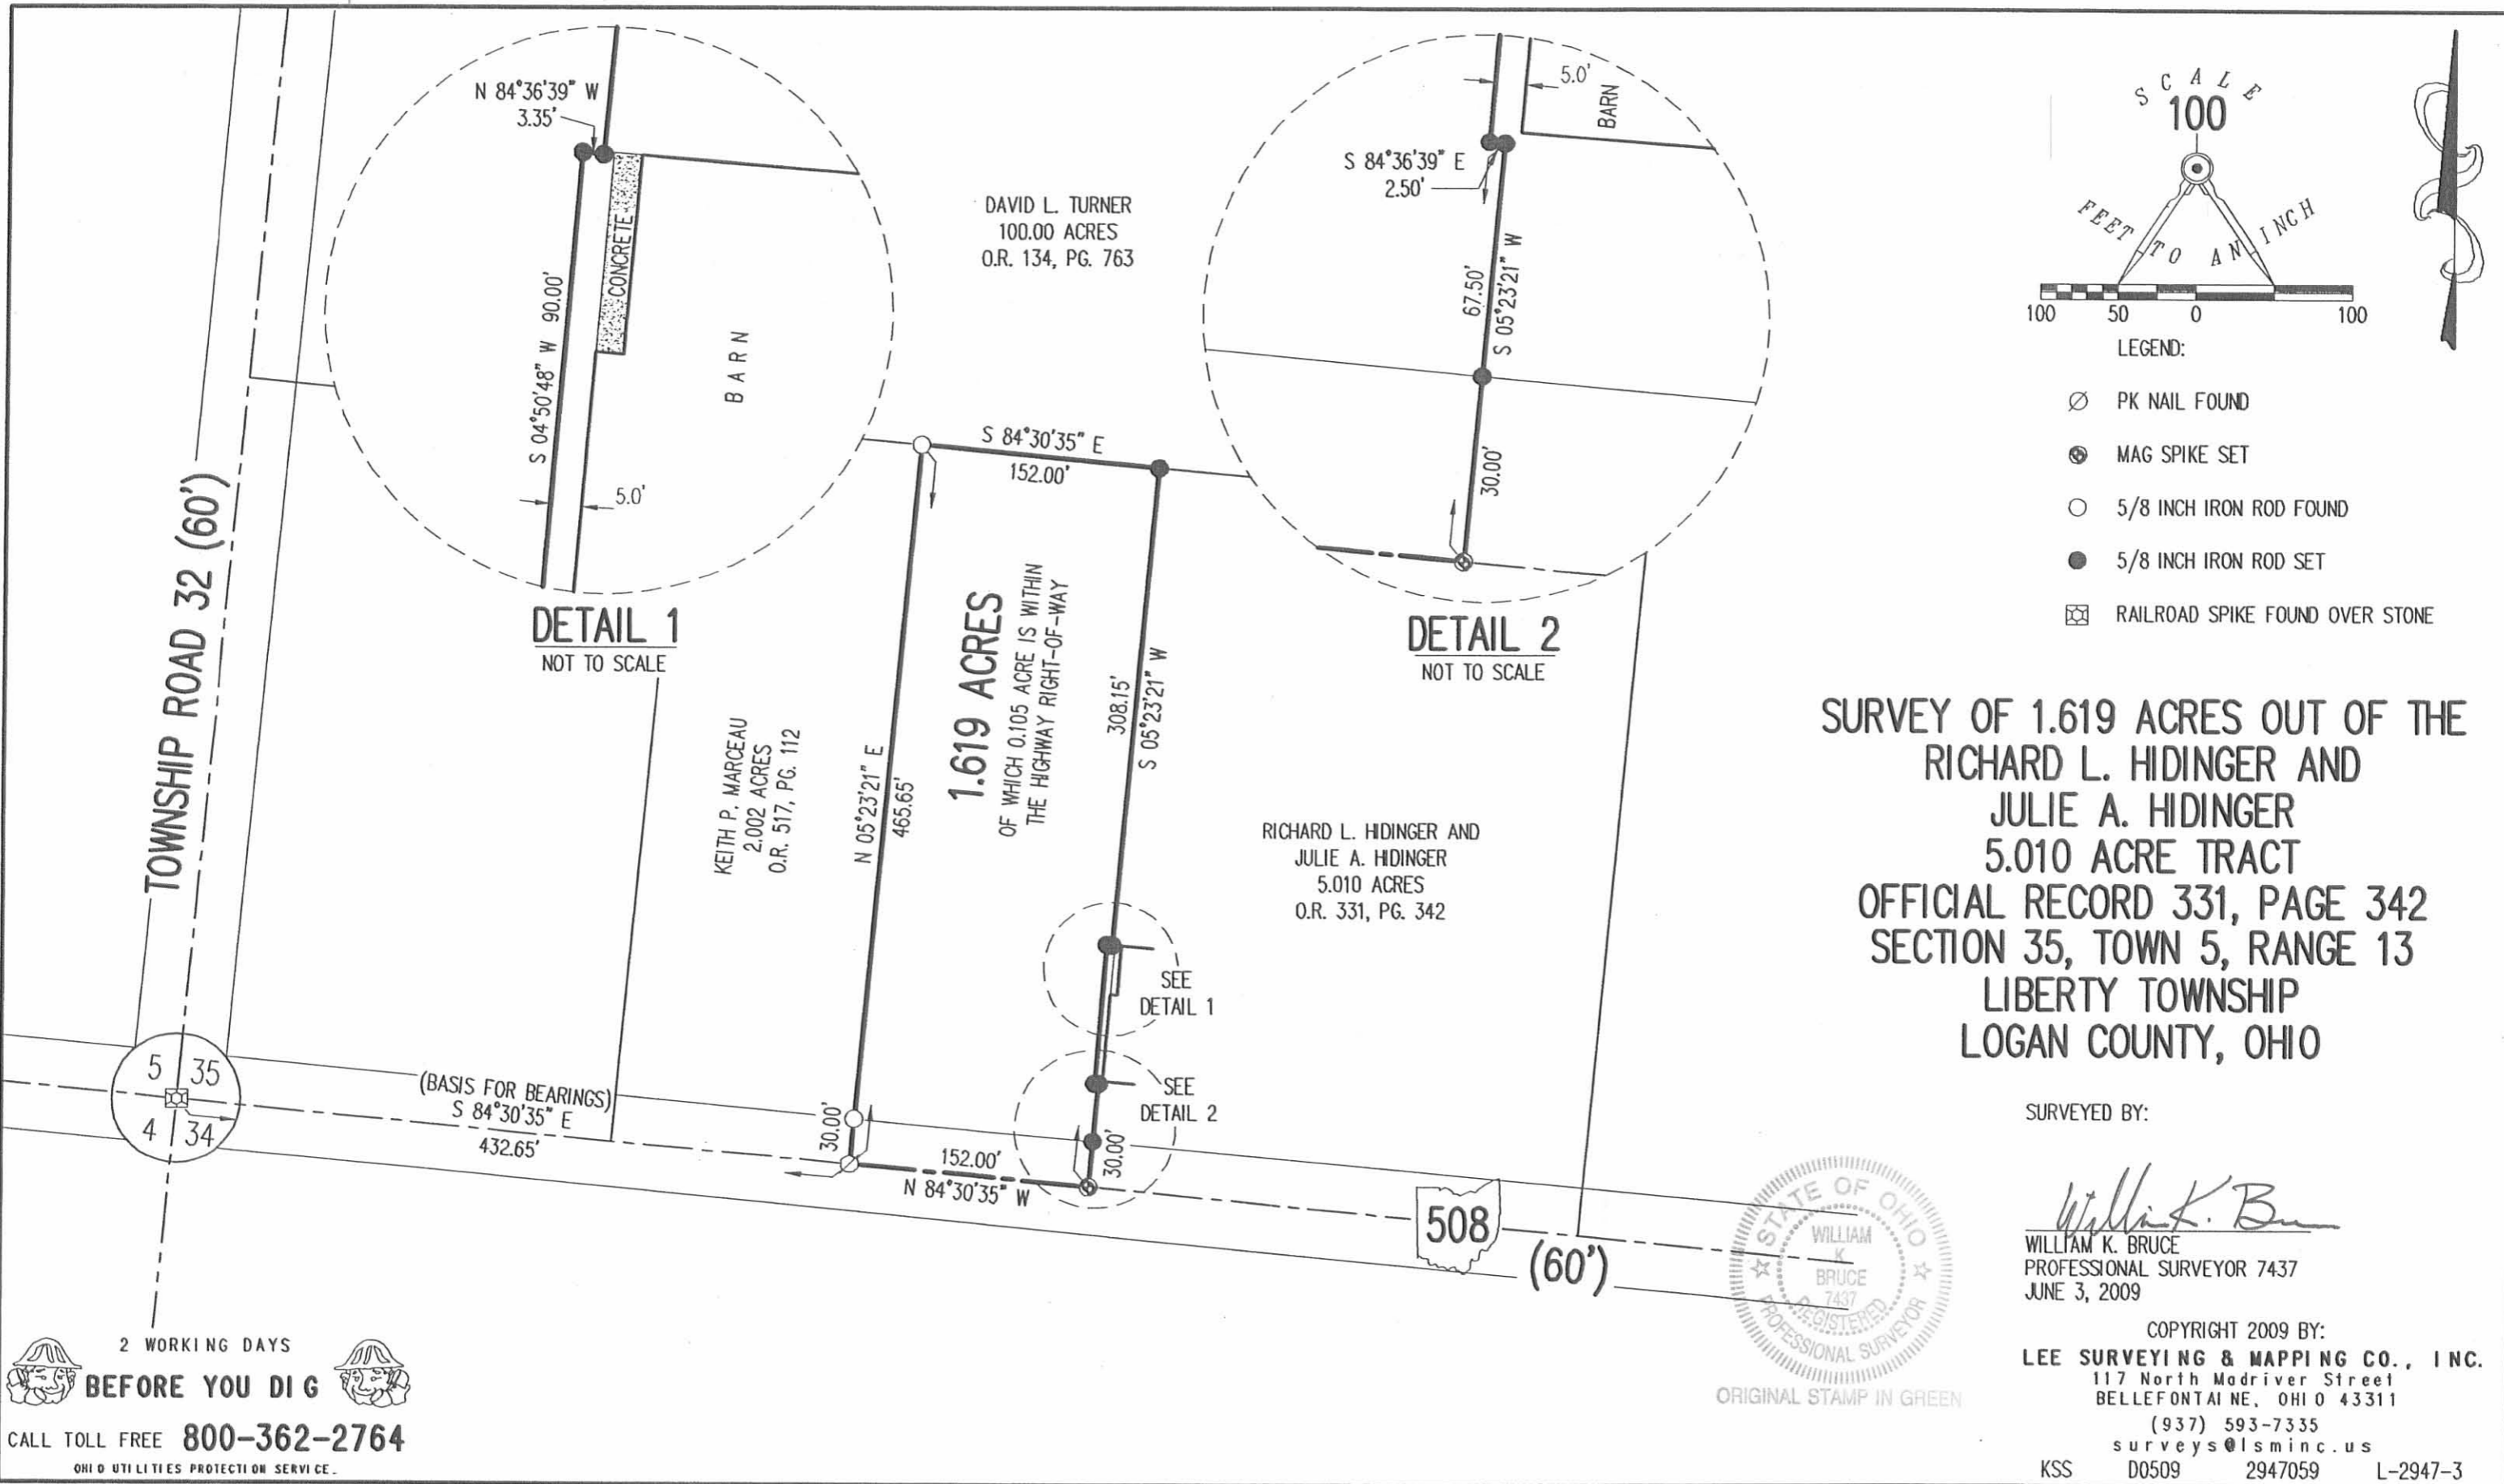 N 84°36'39" W
3.35'
S 04°50'48" W 90.00'
CONCRETE
BARN
5.0'
DETAIL 1
NOT TO SCALE
DAVID L. TURNER
100.00 ACRES
O.R. 134, PG. 763
5.0'
BARN
S 84°36'39" E
2.50'
67.50'
S 05°23'21" W
30.00'
DETAIL 2
NOT TO SCALE
SCALE
100
FEET TO AN INCH
100 50 0 100
LEGEND:
PK NAIL FOUND
MAG SPIKE SET
5/8 INCH IRON ROD FOUND
5/8 INCH IRON ROD SET
RAILROAD SPIKE FOUND OVER STONE
TOWNSHIP ROAD 32 (60')
S 84°30'35" E
152.00'
KEITH P. MARCEAU
2.002 ACRES
O.R. 517, PG. 112
N 05°23'21" E
465.65'
1.619 ACRES
OF WHICH 0.105 ACRE IS WITHIN
THE HIGHWAY RIGHT-OF-WAY
308.15'
S 05°23'21" W
RICHARD L. HIDINGER AND
JULIE A. HIDINGER
5.010 ACRES
O.R. 331, PG. 342
SEE
DETAIL 1
SEE
DETAIL 2
5 35
4 34
(BASIS FOR BEARINGS)
S 84°30'35" E
432.65'
30.00'
152.00'
N 84°30'35" W
30.00'
508
(60')
SURVEY OF 1.619 ACRES OUT OF THE
RICHARD L. HIDINGER AND
JULIE A. HIDINGER
5.010 ACRE TRACT
OFFICIAL RECORD 331, PAGE 342
SECTION 35, TOWN 5, RANGE 13
LIBERTY TOWNSHIP
LOGAN COUNTY, OHIO
SURVEYED BY:
William K. Bruce
WILLIAM K. BRUCE
PROFESSIONAL SURVEYOR 7437
JUNE 3, 2009
STATE OF OHIO
WILLIAM
K
BRUCE
7437
REGISTERED
PROFESSIONAL SURVEYOR
ORIGINAL STAMP IN GREEN
COPYRIGHT 2009 BY:
LEE SURVEYING & MAPPING CO., INC.
117 North Madriver Street
BELLEFONTAINE, OHIO 43311
(937) 593-7335
surveys@lsminc.us
KSS D0509 2947059 L-2947-3
2 WORKING DAYS
BEFORE YOU DIG
CALL TOLL FREE 800-362-2764
OHIO UTILITIES PROTECTION SERVICE.